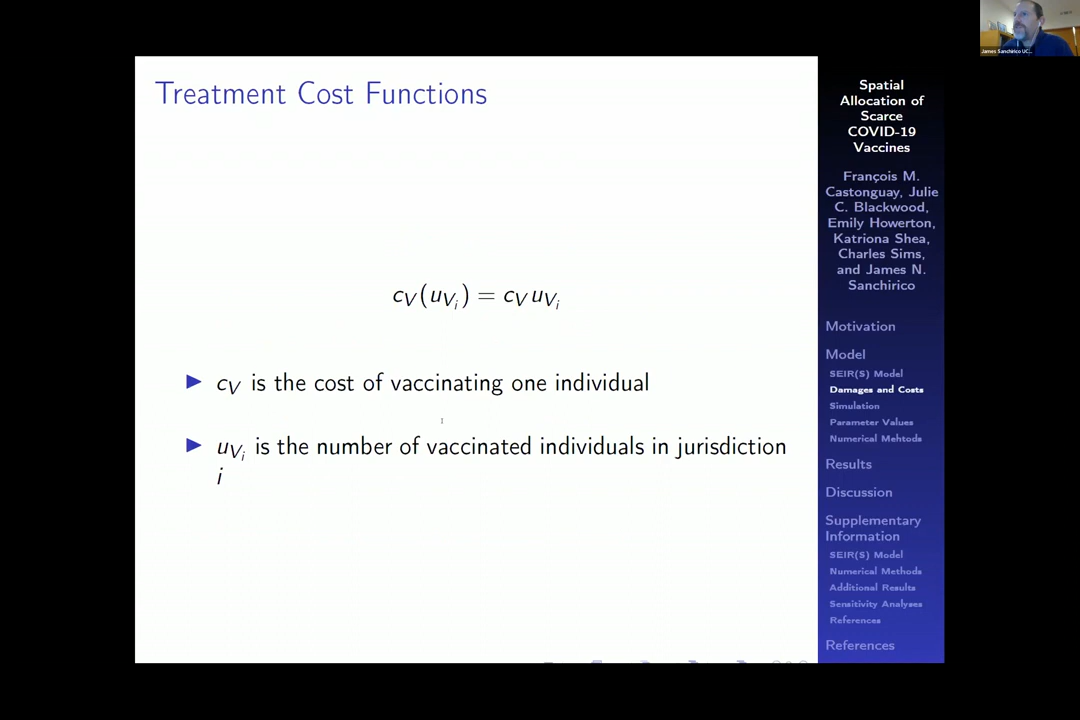 James Sanchirico UC...
Treatment Cost Functions
c_V(u_{V_i}) = c_V u_{V_i}
▶ c_V is the cost of vaccinating one individual
▶ u_{V_i} is the number of vaccinated individuals in jurisdiction
i
Spatial
Allocation of
Scarce
COVID-19
Vaccines
François M.
Castonguay, Julie
C. Blackwood,
Emily Howerton,
Katriona Shea,
Charles Sims,
and James N.
Sanchirico
Motivation
Model
SEIR(S) Model
Damages and Costs
Simulation
Parameter Values
Numerical Mehtods
Results
Discussion
Supplementary
Information
SEIR(S) Model
Numerical Methods
Additional Results
Sensitivity Analyses
References
References